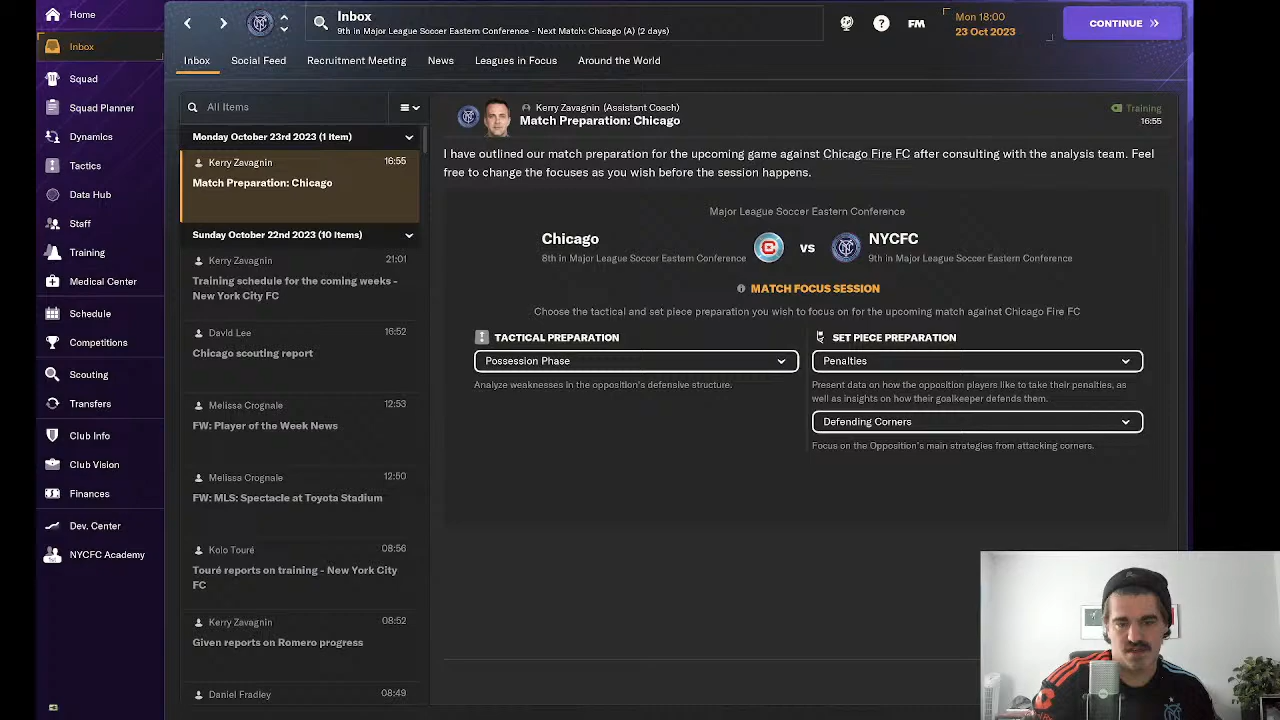 Home
Inbox
Squad
Squad Planner
Dynamics
Tactics
Data Hub
Staff
Training
Medical Center
Schedule
Competitions
Scouting
Transfers
Club Info
Club Vision
Finances
Dev. Center
NYCFC Academy
Inbox
9th in Major League Soccer Eastern Conference - Next Match: Chicago (A) (2 days)
FM
Mon 18:00
23 Oct 2023
CONTINUE
Inbox
Social Feed
Recruitment Meeting
News
Leagues in Focus
Around the World
All Items
Monday October 23rd 2023 (1 Item)
Kerry Zavagnin
16:55
Match Preparation: Chicago
Sunday October 22nd 2023 (10 Items)
Kerry Zavagnin
21:01
Training schedule for the coming weeks -
New York City FC
David Lee
16:52
Chicago scouting report
Melissa Crognale
12:53
FW: Player of the Week News
Melissa Crognale
12:50
FW: MLS: Spectacle at Toyota Stadium
Kolo Touré
08:56
Touré reports on training - New York City
FC
Kerry Zavagnin
08:52
Given reports on Romero progress
Daniel Fradley
08:49
Kerry Zavagnin (Assistant Coach)
Match Preparation: Chicago
Training
16:55
I have outlined our match preparation for the upcoming game against Chicago Fire FC after consulting with the analysis team. Feel
free to change the focuses as you wish before the session happens.
Major League Soccer Eastern Conference
Chicago
8th in Major League Soccer Eastern Conference
vs
NYCFC
9th in Major League Soccer Eastern Conference
MATCH FOCUS SESSION
Choose the tactical and set piece preparation you wish to focus on for the upcoming match against Chicago Fire FC
TACTICAL PREPARATION
Possession Phase
Analyze weaknesses in the opposition's defensive structure.
SET PIECE PREPARATION
Penalties
Present data on how the opposition players like to take their penalties, as
well as insights on how their goalkeeper defends them.
Defending Corners
Focus on the Opposition's main strategies from attacking corners.